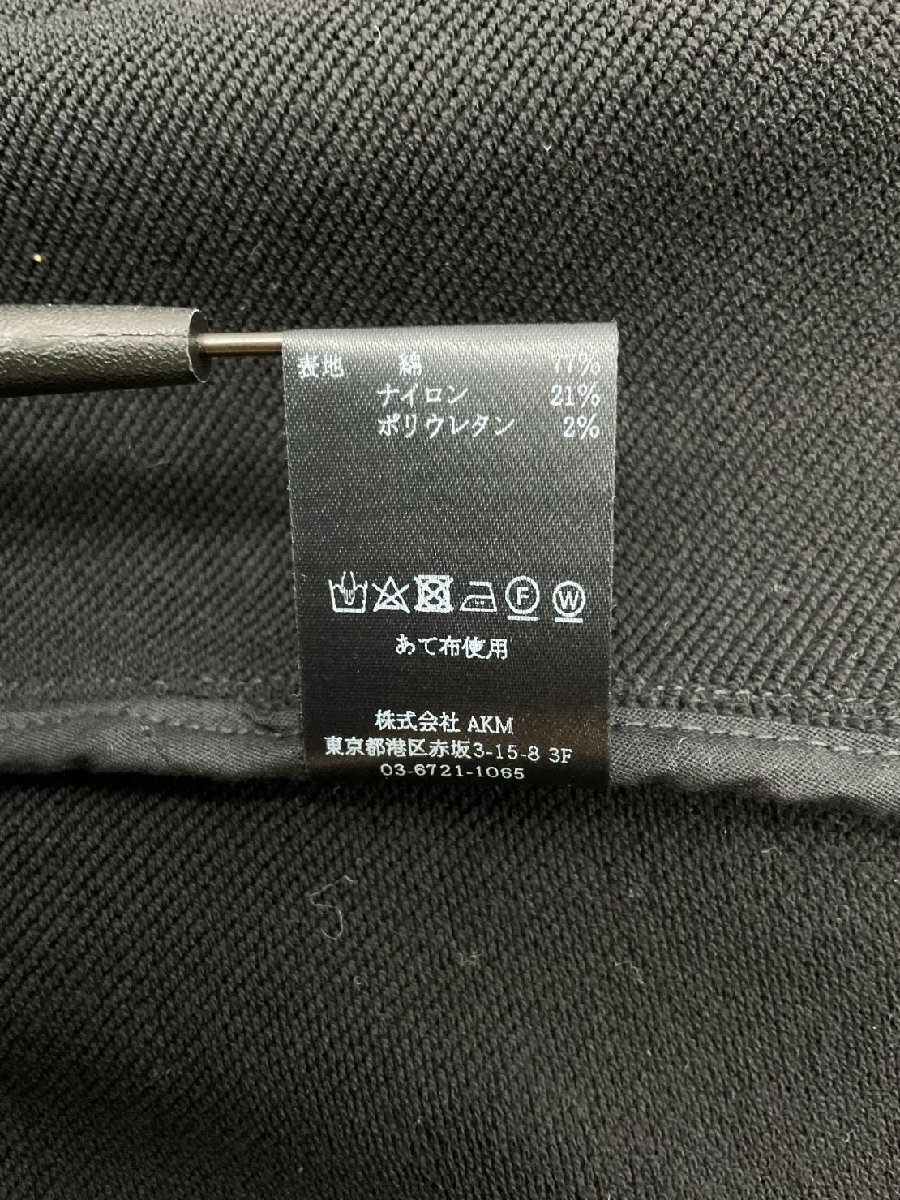 表地 綿 77%
ナイロン 21%
ポリウレタン 2%
F W
あて布使用
株式会社 AKM
東京都港区赤坂3-15-8 3F
03-6721-1065